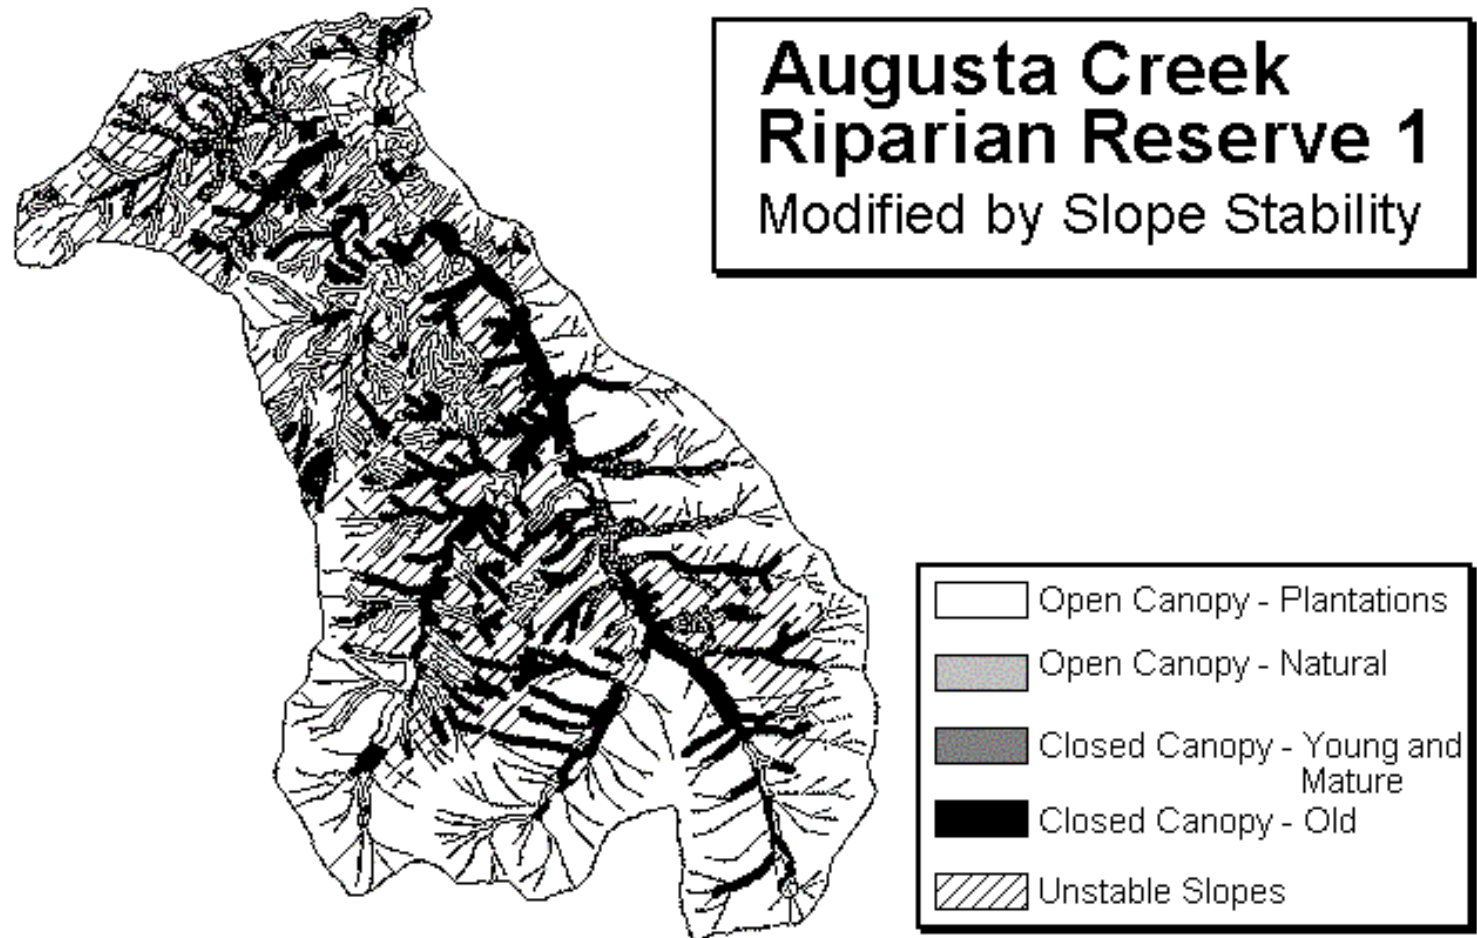 Augusta Creek
Riparian Reserve 1
Modified by Slope Stability
Open Canopy - Plantations
Open Canopy - Natural
Closed Canopy - Young and
Mature
Closed Canopy - Old
Unstable Slopes